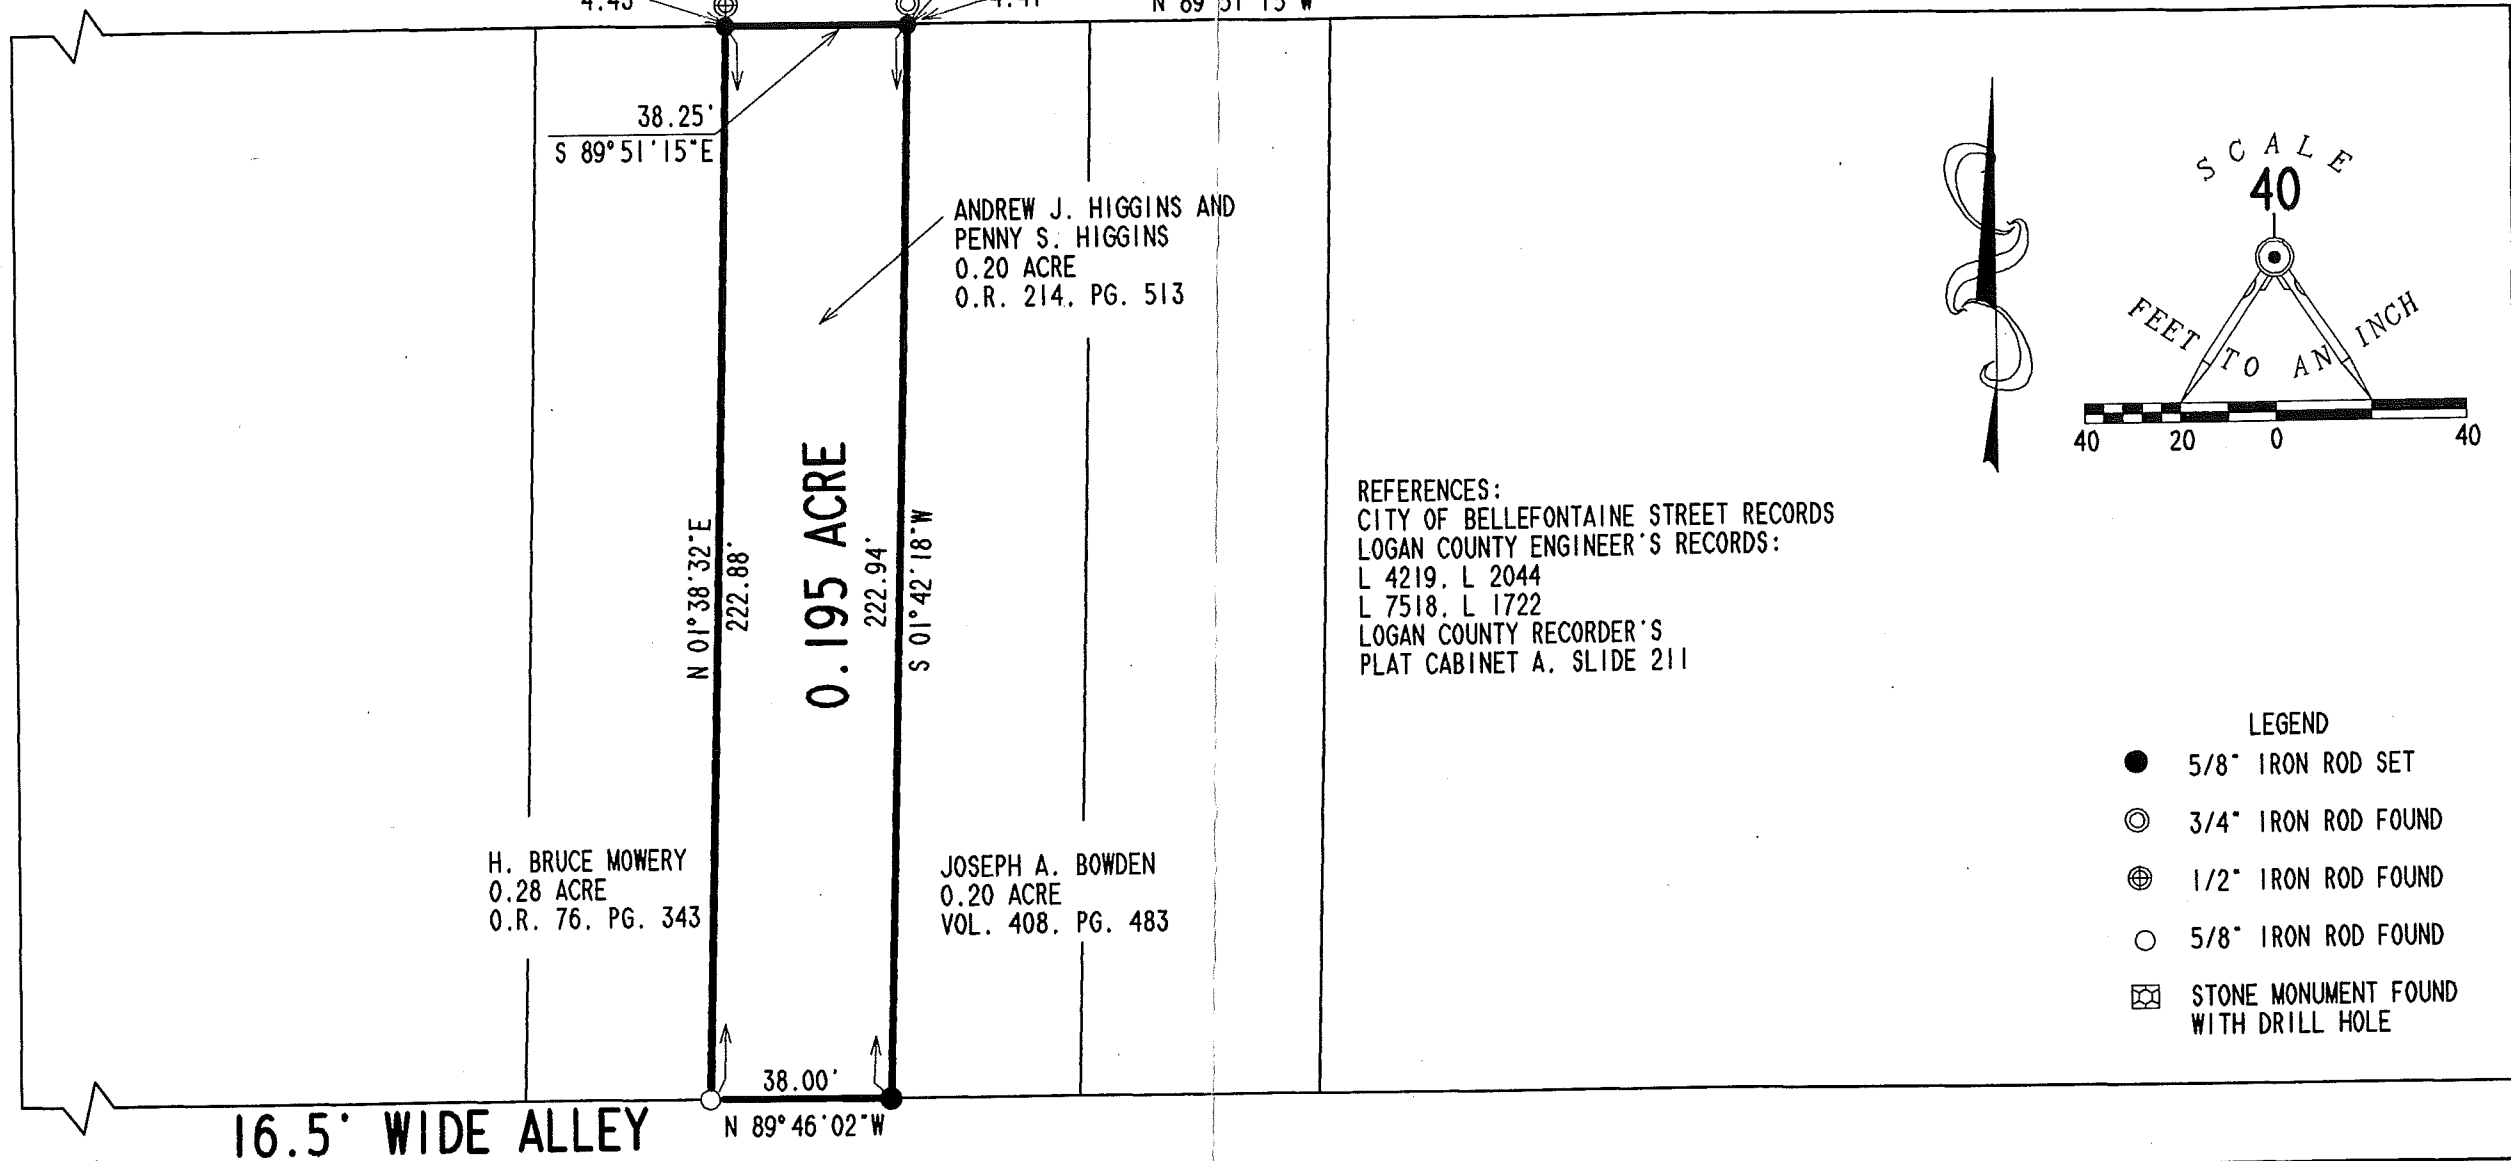 N 89°51'15"W
38.25'
S 89°51'15"E
ANDREW J. HIGGINS AND
PENNY S. HIGGINS
0.20 ACRE
O.R. 214, PG. 513
SCALE
40
FEET TO AN INCH
40 20 0 40
N 01°38'32"E
222.88'
0.195 ACRE
222.94'
S 01°42'18"W
REFERENCES:
CITY OF BELLEFONTAINE STREET RECORDS
LOGAN COUNTY ENGINEER'S RECORDS:
L 4219, L 2044
L 7518, L 1722
LOGAN COUNTY RECORDER'S
PLAT CABINET A, SLIDE 211
LEGEND
5/8" IRON ROD SET
3/4" IRON ROD FOUND
1/2" IRON ROD FOUND
5/8" IRON ROD FOUND
STONE MONUMENT FOUND
WITH DRILL HOLE
H. BRUCE MOWERY
0.28 ACRE
O.R. 76, PG. 343
JOSEPH A. BOWDEN
0.20 ACRE
VOL. 408, PG. 483
38.00'
N 89°46'02"W
16.5' WIDE ALLEY